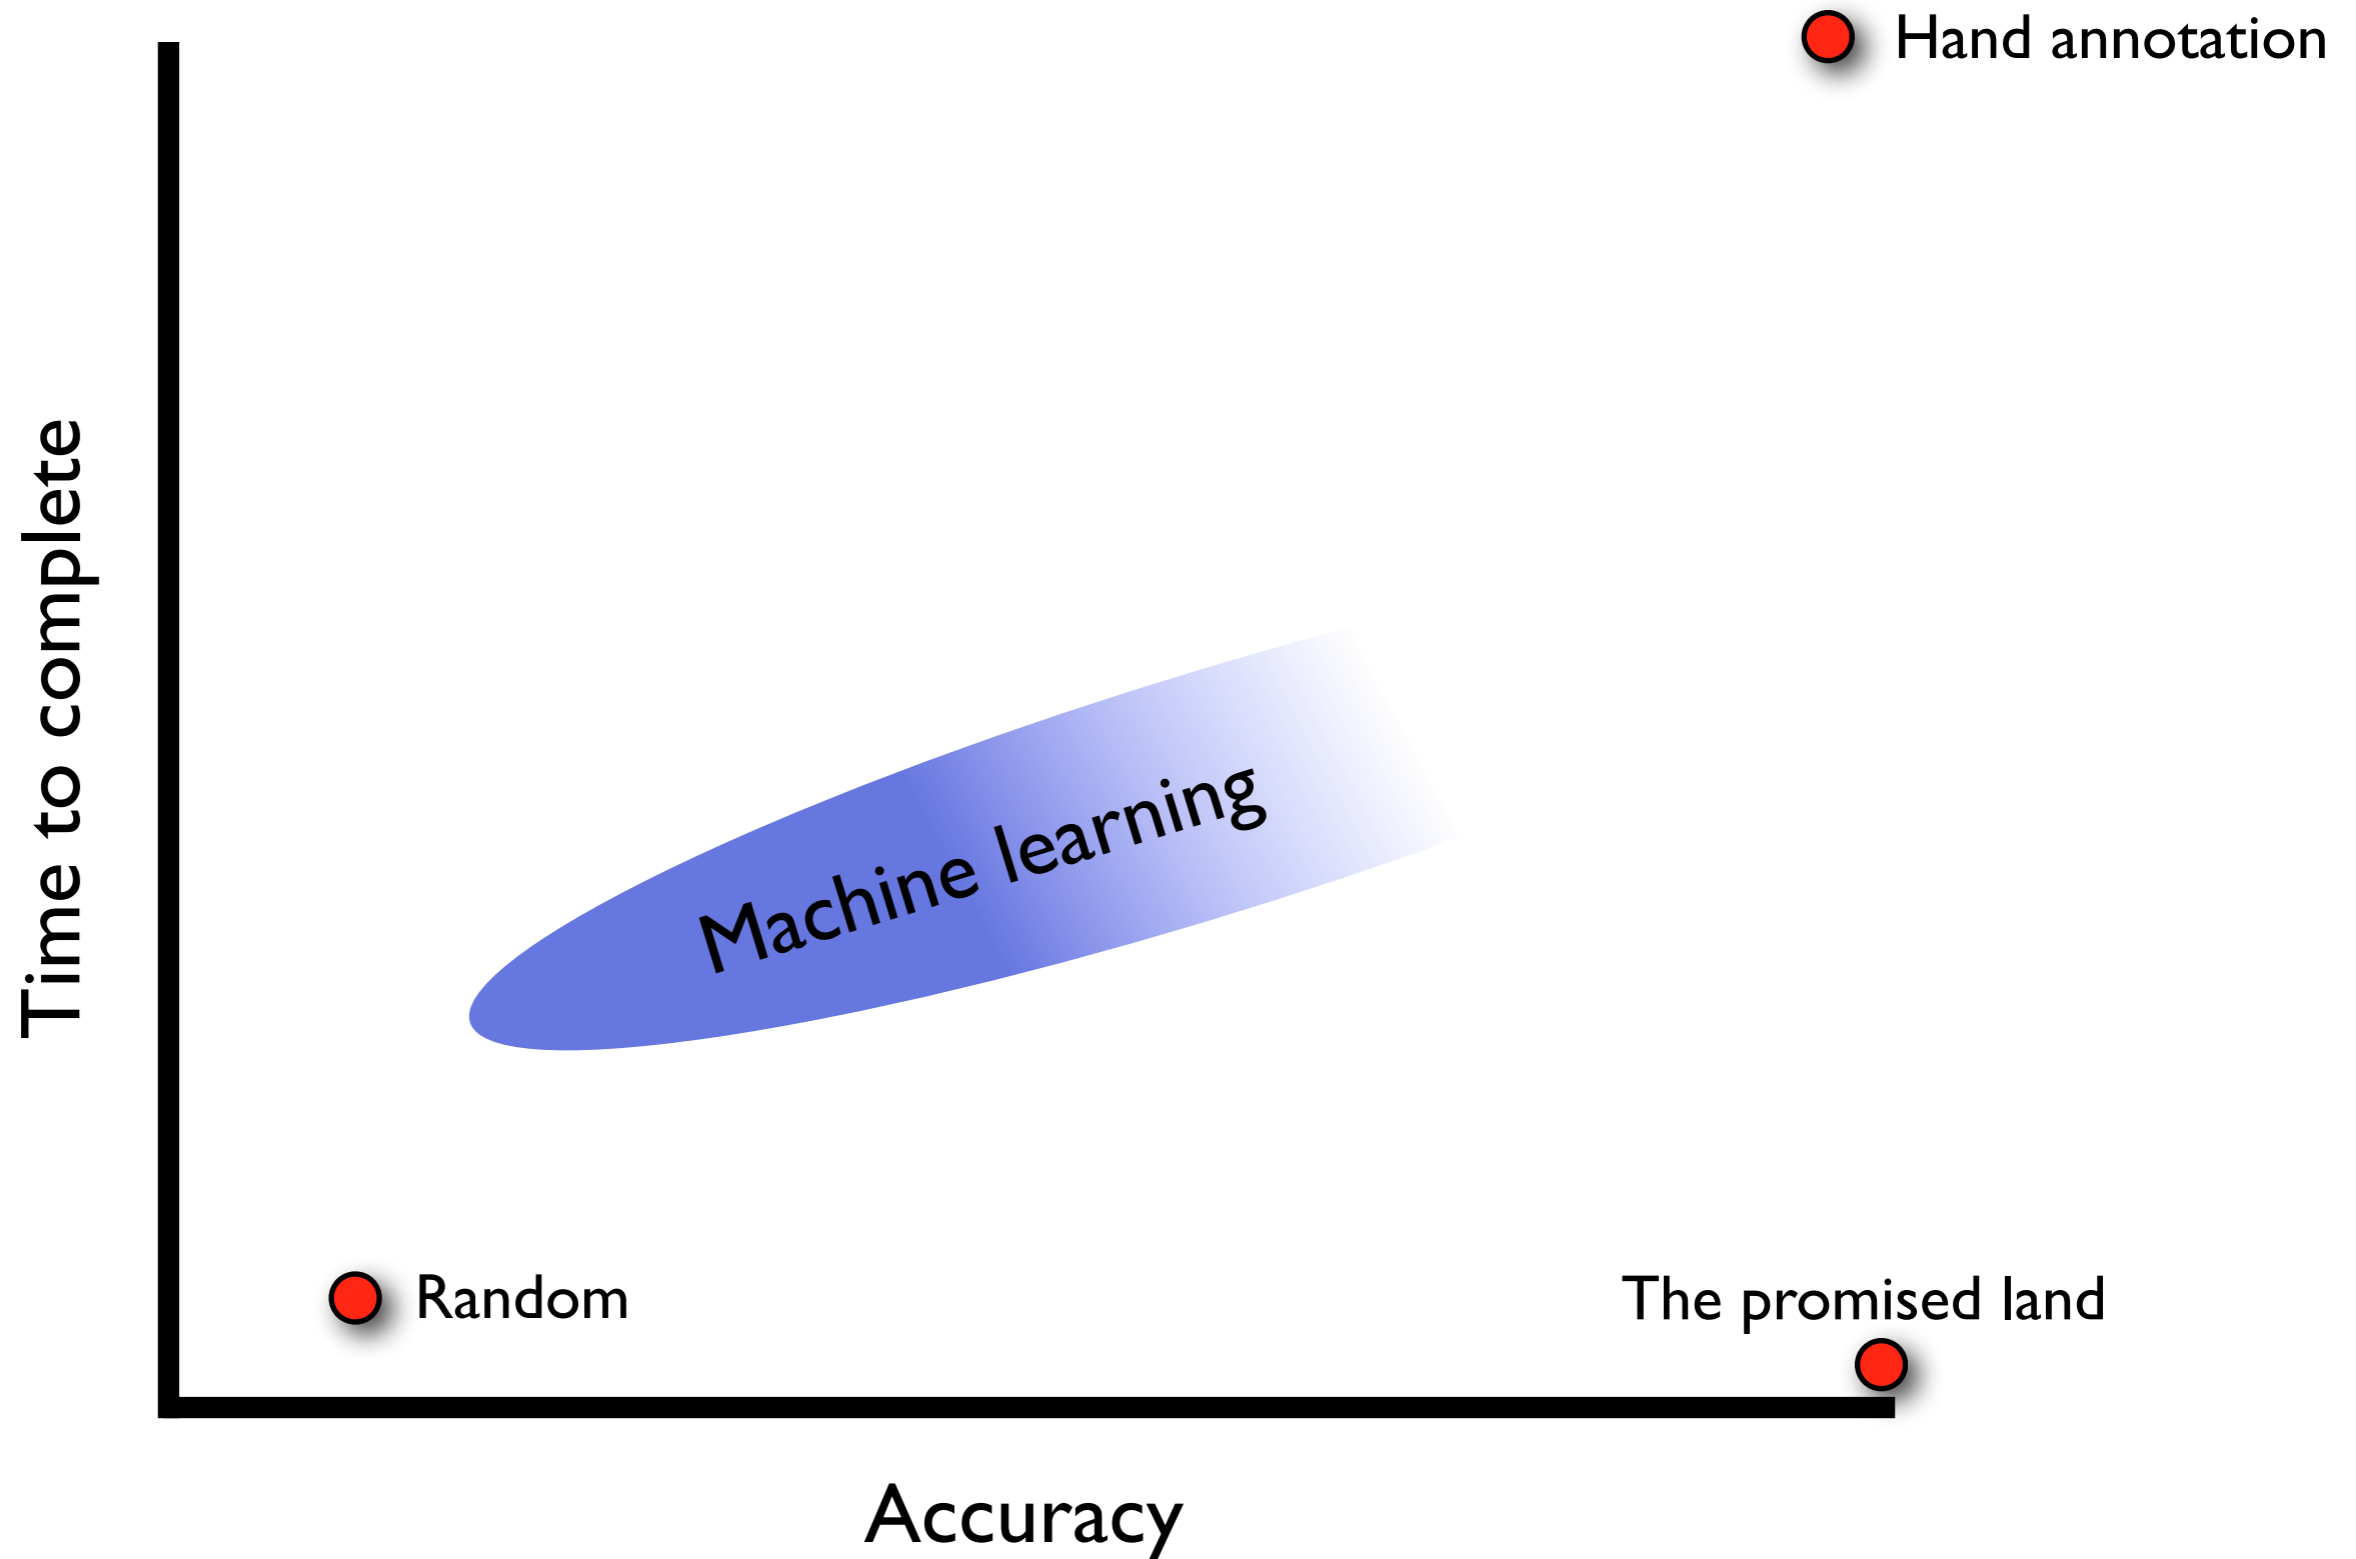 Hand annotation
Time to complete
Machine learning
Random
The promised land
Accuracy